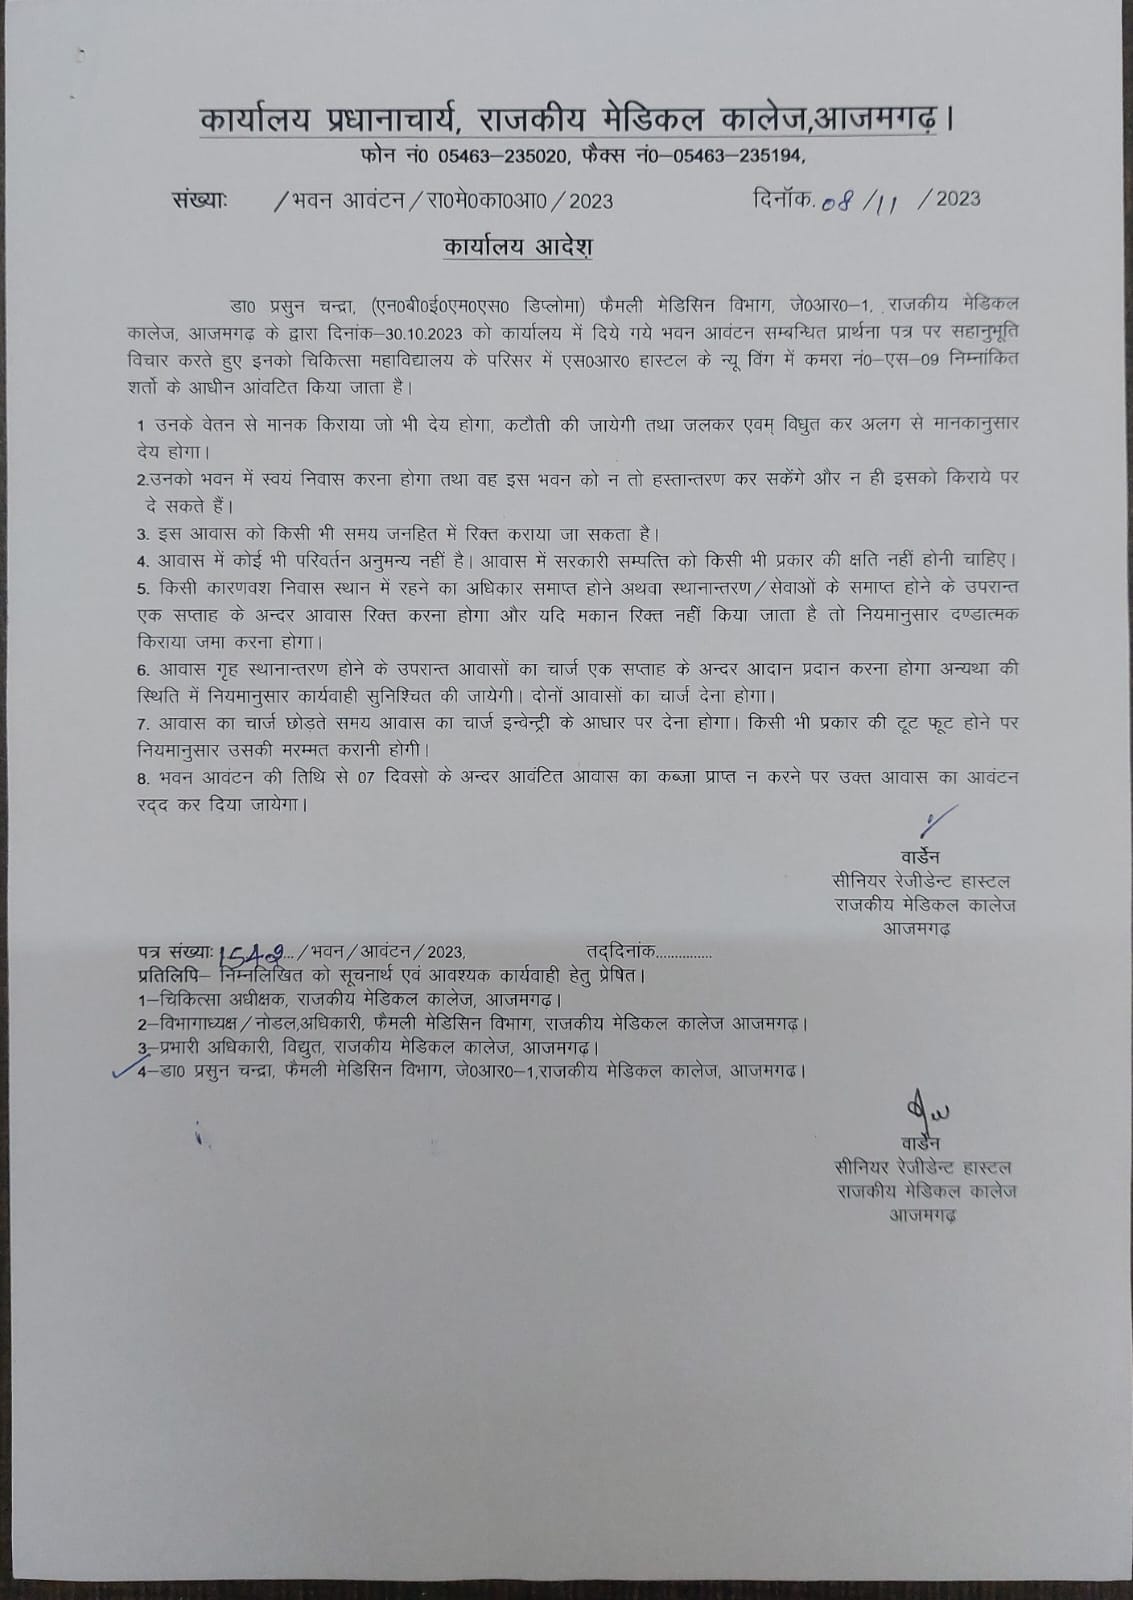 कार्यालय प्रधानाचार्य, राजकीय मेडिकल कालेज,आजमगढ़।
फोन नं0 05463–235020, फैक्स नं0–05463–235194,
संख्याः /भवन आवंटन/रा0मे0का0आ0/2023 दिनॉक. 08/11 /2023
कार्यालय आदेश
डा0 प्रसुन चन्द्रा, (एन0बी0ई0एम0एस0 डिप्लोमा) फैमली मेडिसिन विभाग, जे0आर0–1, राजकीय मेडिकल
कालेज, आजमगढ़ के द्वारा दिनांक–30.10.2023 को कार्यालय में दिये गये भवन आवंटन सम्बन्धित प्रार्थना पत्र पर सहानुभूति
विचार करते हुए इनको चिकित्सा महाविद्यालय के परिसर में एस0आर0 हास्टल के न्यू विंग में कमरा नं0–एस–09 निम्नांकित
शर्तो के आधीन आंवटित किया जाता है।
1 उनके वेतन से मानक किराया जो भी देय होगा, कटौती की जायेगी तथा जलकर एवम् विधुत कर अलग से मानकानुसार
देय होगा।
2.उनको भवन में स्वयं निवास करना होगा तथा वह इस भवन को न तो हस्तान्तरण कर सकेंगे और न ही इसको किराये पर
दे सकते हैं।
3. इस आवास को किसी भी समय जनहित में रिक्त कराया जा सकता है।
4. आवास में कोई भी परिवर्तन अनुमन्य नहीं है। आवास में सरकारी सम्पत्ति को किसी भी प्रकार की क्षति नहीं होनी चाहिए।
5. किसी कारणवश निवास स्थान में रहने का अधिकार समाप्त होने अथवा स्थानान्तरण/सेवाओं के समाप्त होने के उपरान्त
एक सप्ताह के अन्दर आवास रिक्त करना होगा और यदि मकान रिक्त नहीं किया जाता है तो नियमानुसार दण्डात्मक
किराया जमा करना होगा।
6. आवास गृह स्थानान्तरण होने के उपरान्त आवासों का चार्ज एक सप्ताह के अन्दर आदान प्रदान करना होगा अन्यथा की
स्थिति में नियमानुसार कार्यवाही सुनिश्चित की जायेगी। दोनों आवासों का चार्ज देना होगा।
7. आवास का चार्ज छोड़ते समय आवास का चार्ज इन्वेन्ट्री के आधार पर देना होगा। किसी भी प्रकार की टूट फूट होने पर
नियमानुसार उसकी मरम्मत करानी होगी।
8. भवन आवंटन की तिथि से 07 दिवसो के अन्दर आवंटित आवास का कब्जा प्राप्त न करने पर उक्त आवास का आवंटन
रद्द कर दिया जायेगा।
वार्डेन
सीनियर रेजीडेन्ट हास्टल
राजकीय मेडिकल कालेज
आजमगढ़
पत्र संख्याः 1542.../भवन/आवंटन/2023, तद्दिनांक...............
प्रतिलिपि– निम्नलिखित को सूचनार्थ एवं आवश्यक कार्यवाही हेतु प्रेषित।
1–चिकित्सा अधीक्षक, राजकीय मेडिकल कालेज, आजमगढ़।
2–विभागाध्यक्ष/नोडल,अधिकारी, फैमली मेडिसिन विभाग, राजकीय मेडिकल कालेज आजमगढ़।
3–प्रभारी अधिकारी, विद्युत, राजकीय मेडिकल कालेज, आजमगढ़।
4–डा0 प्रसुन चन्द्रा, फैमली मेडिसिन विभाग, जे0आर0–1,राजकीय मेडिकल कालेज, आजमगढ।
वार्डेन
सीनियर रेजीडेन्ट हास्टल
राजकीय मेडिकल कालेज
आजमगढ़